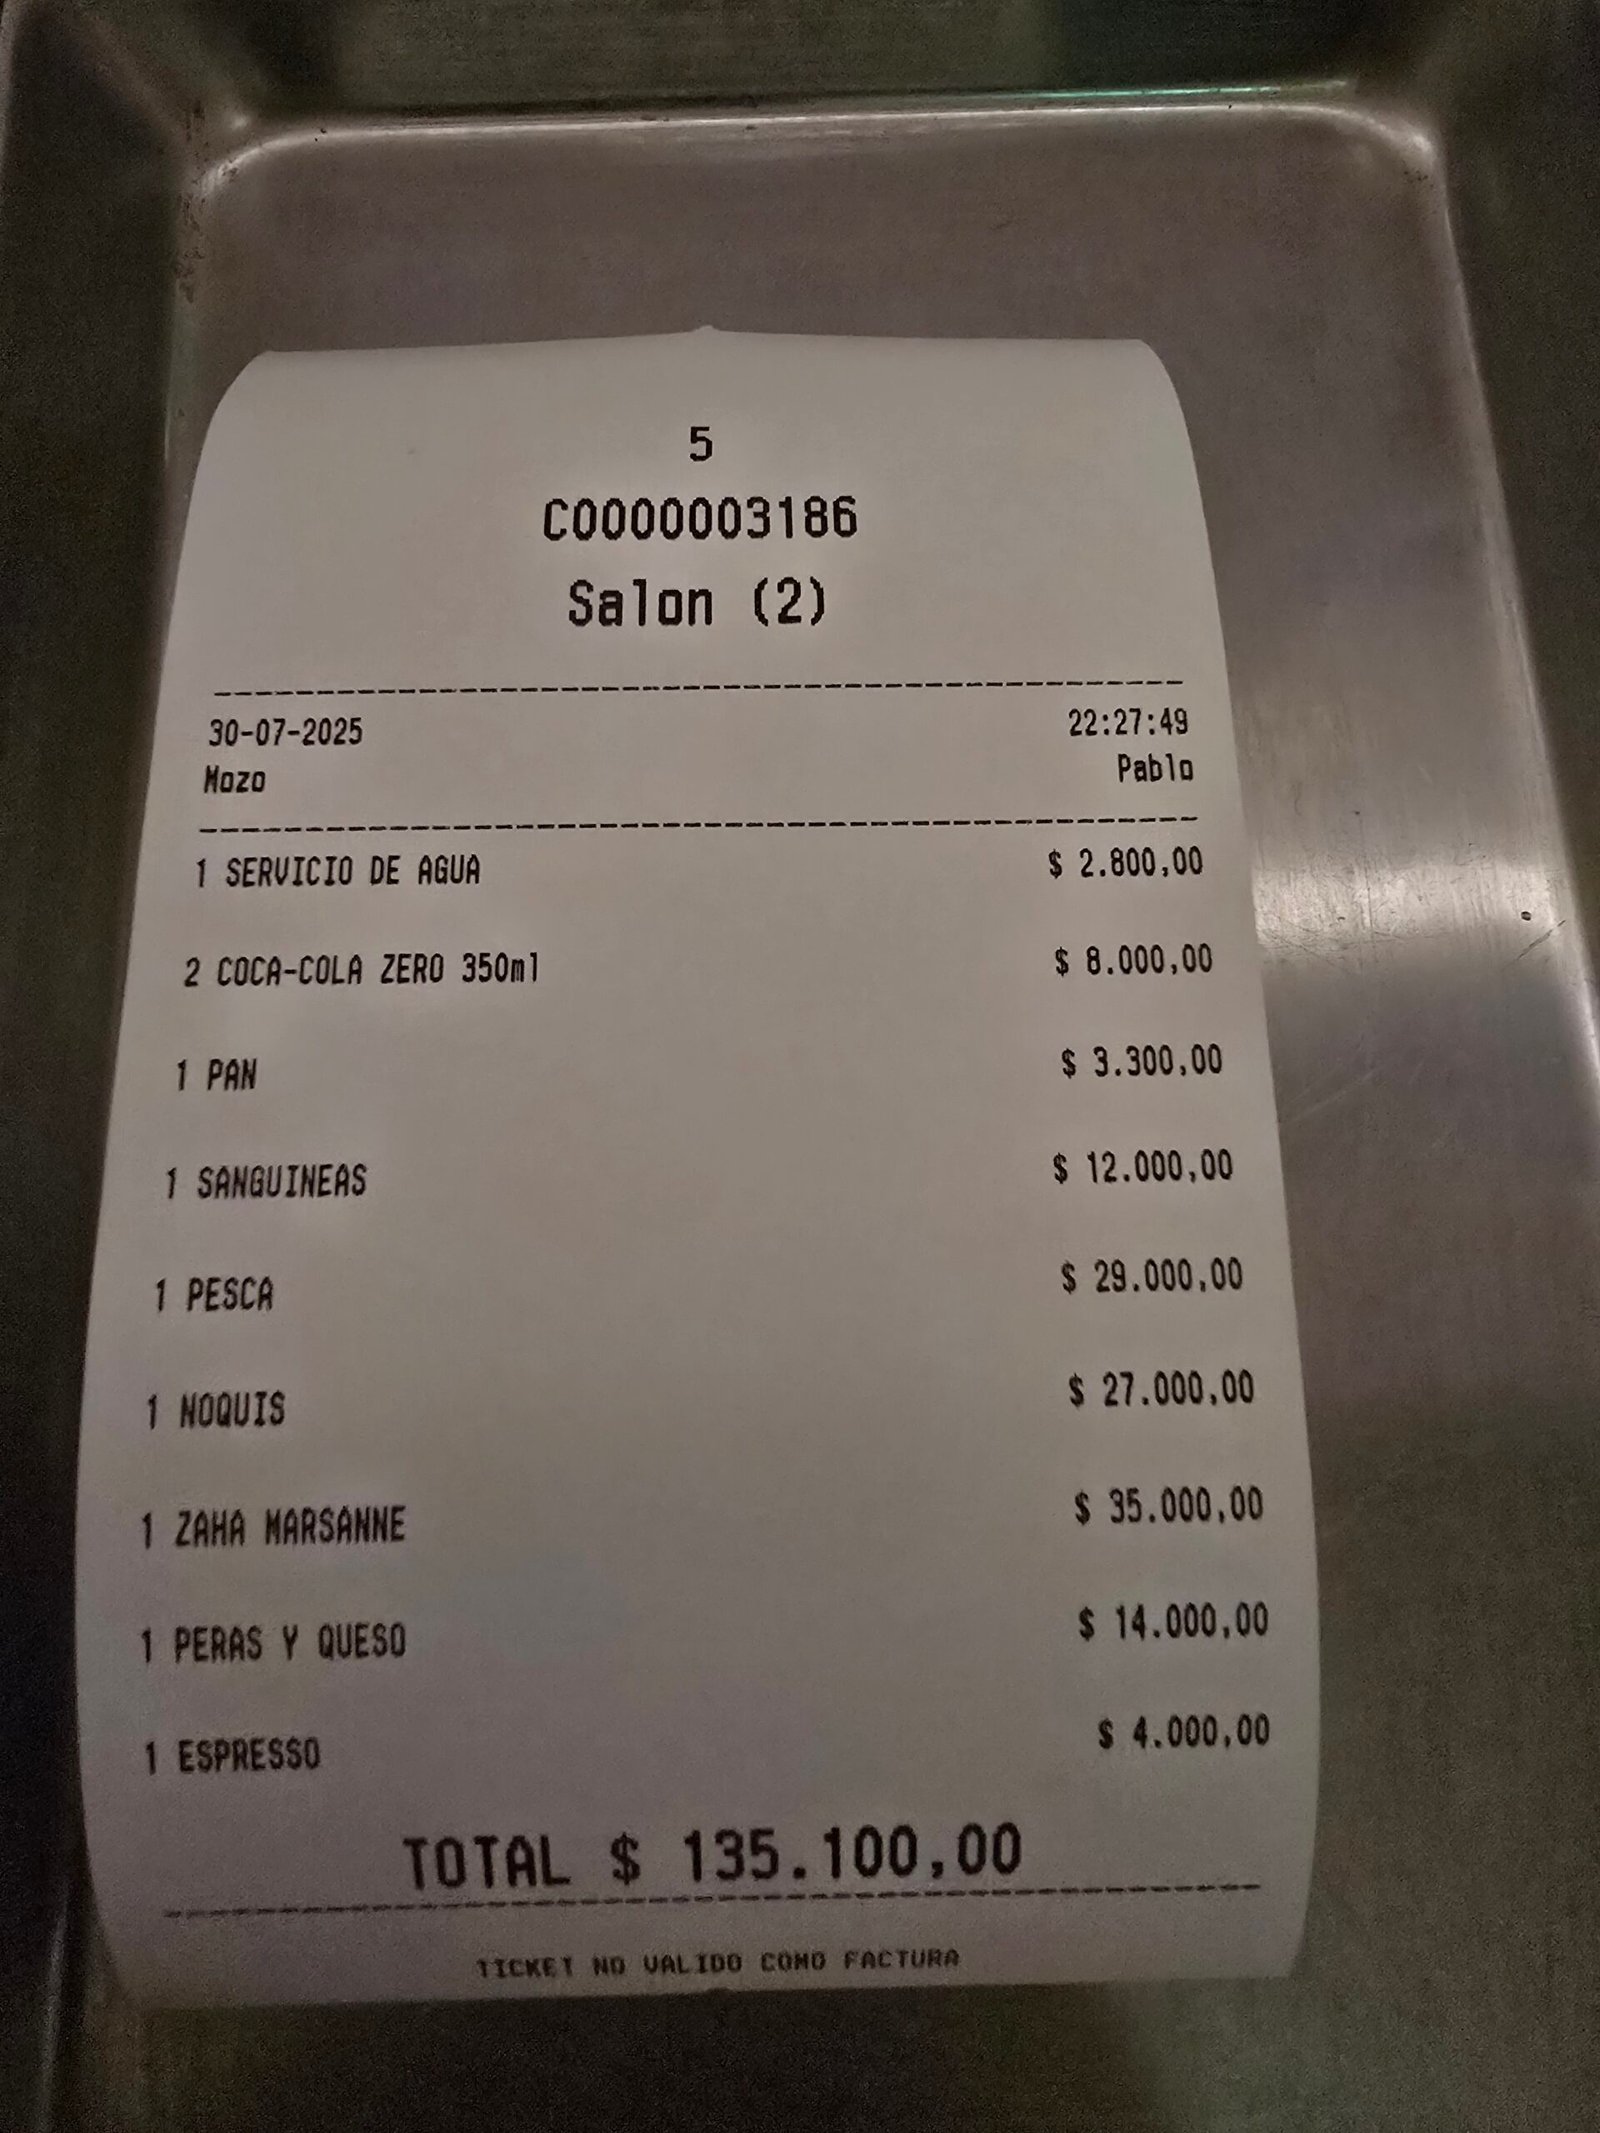 5
C0000003186
Salon (2)
30-07-2025 22:27:49
Mozo Pablo
1 SERVICIO DE AGUA $ 2.800,00
2 COCA-COLA ZERO 350ml $ 8.000,00
1 PAN $ 3.300,00
1 SANGUINEAS $ 12.000,00
1 PESCA $ 29.000,00
1 NOQUIS $ 27.000,00
1 ZAHA MARSANNE $ 35.000,00
1 PERAS Y QUESO $ 14.000,00
1 ESPRESSO $ 4.000,00
TOTAL $ 135.100,00
TICKET NO VALIDO COMO FACTURA